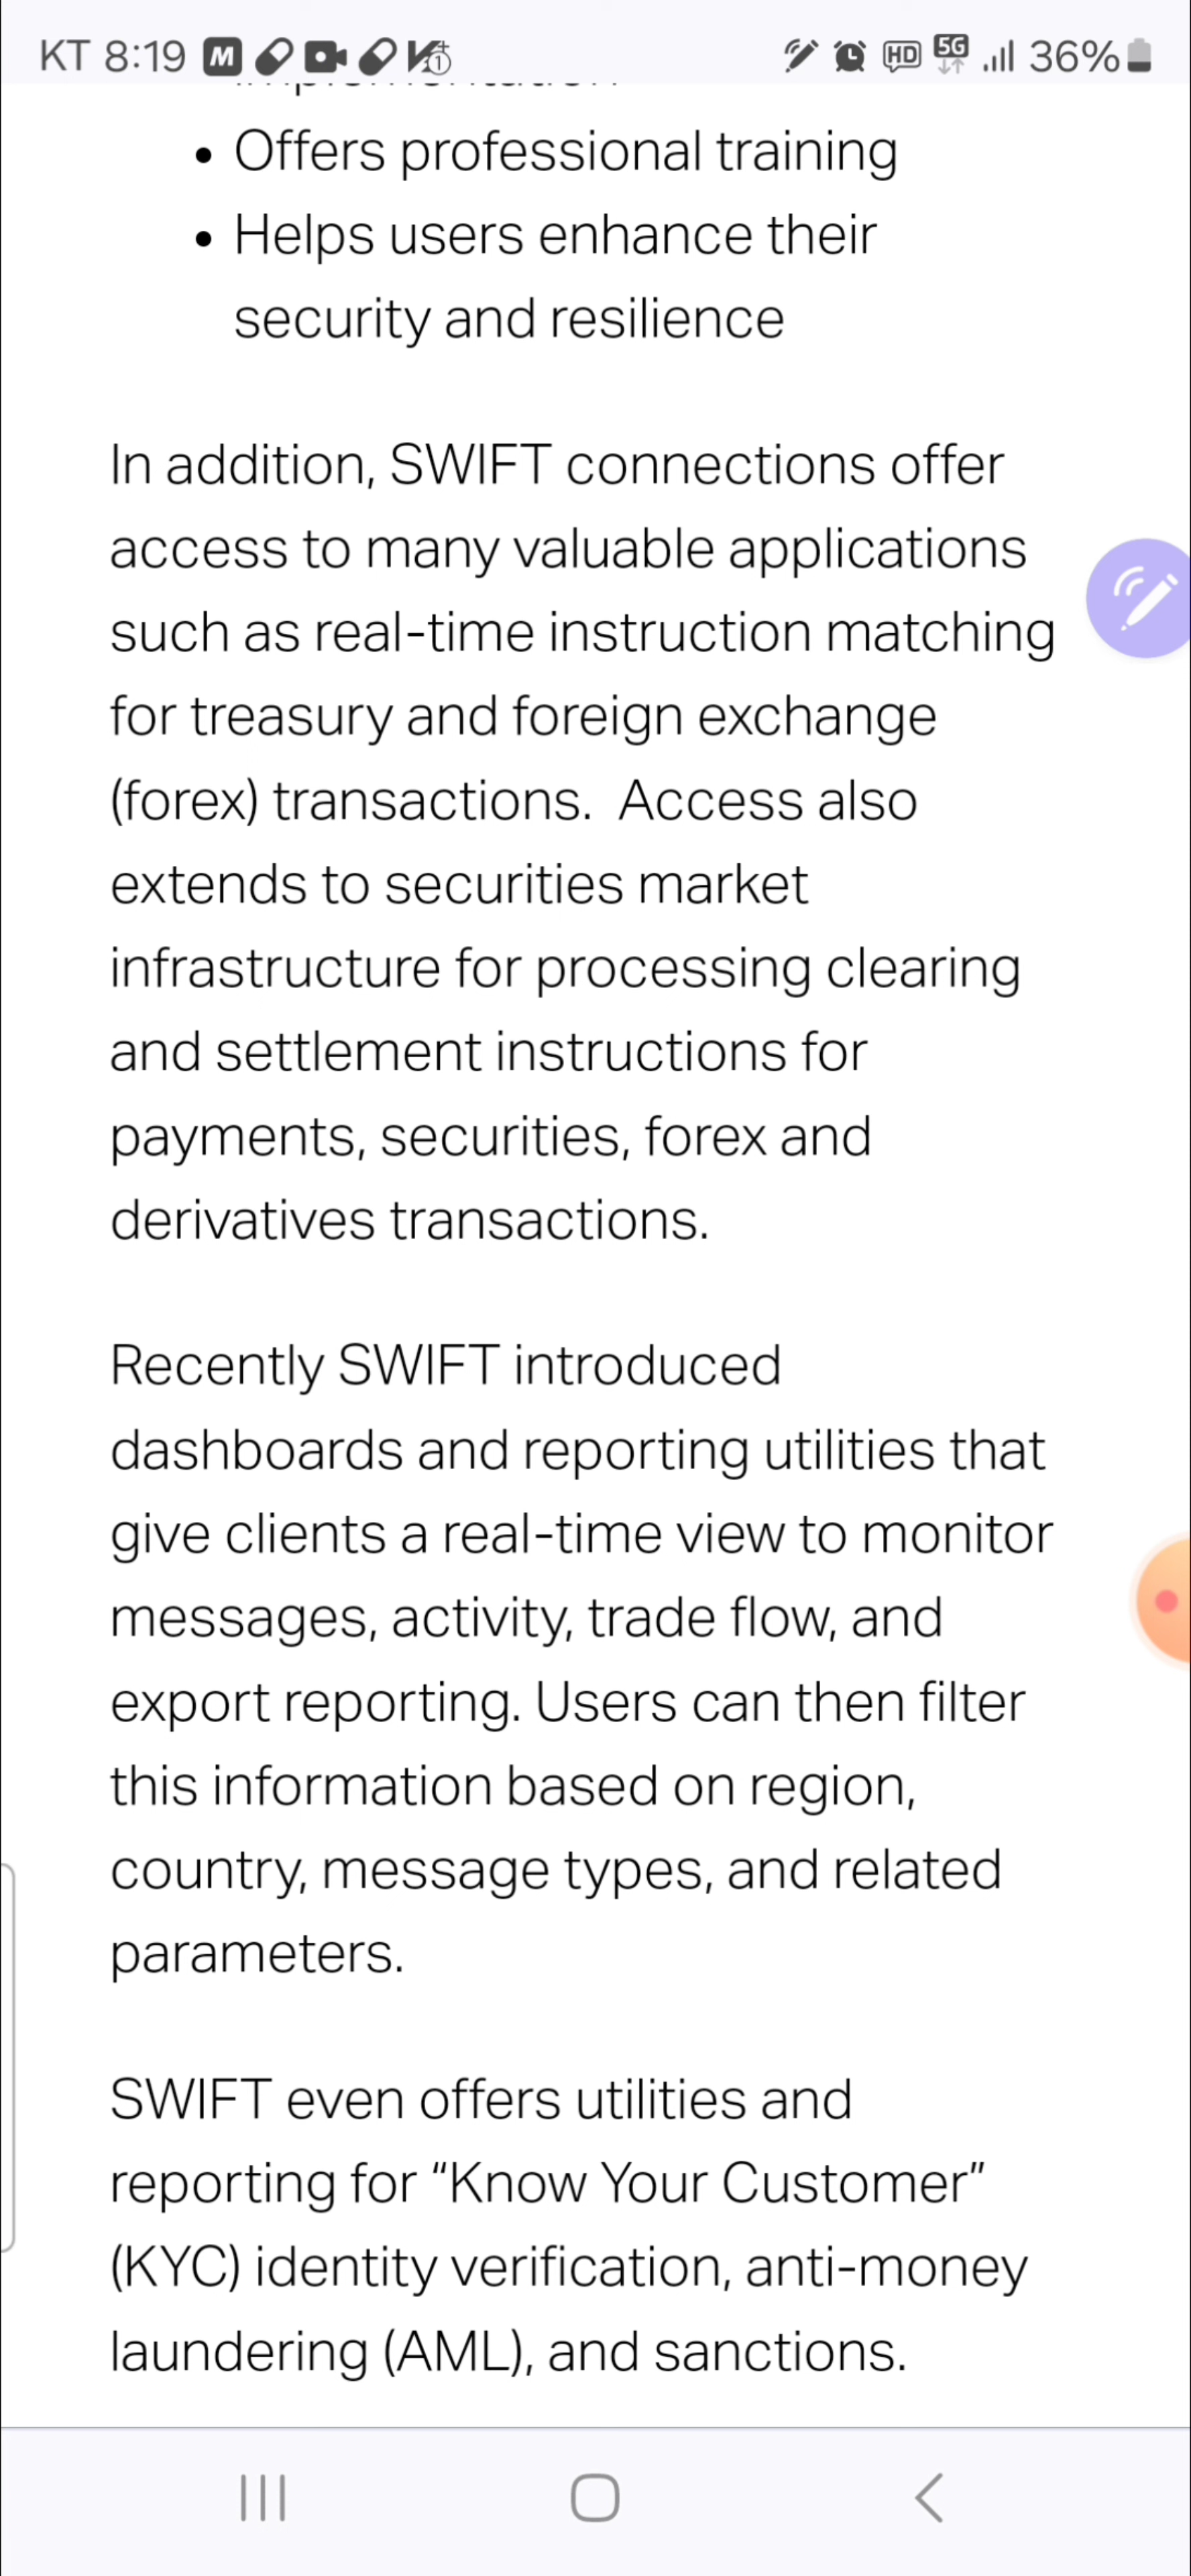 KT 8:19 M HD 5G 36%
• Offers professional training
• Helps users enhance their
security and resilience
In addition, SWIFT connections offer
access to many valuable applications
such as real-time instruction matching
for treasury and foreign exchange
(forex) transactions.  Access also
extends to securities market
infrastructure for processing clearing
and settlement instructions for
payments, securities, forex and
derivatives transactions.
Recently SWIFT introduced
dashboards and reporting utilities that
give clients a real-time view to monitor
messages, activity, trade flow, and
export reporting. Users can then filter
this information based on region,
country, message types, and related
parameters.
SWIFT even offers utilities and
reporting for “Know Your Customer”
(KYC) identity verification, anti-money
laundering (AML), and sanctions.